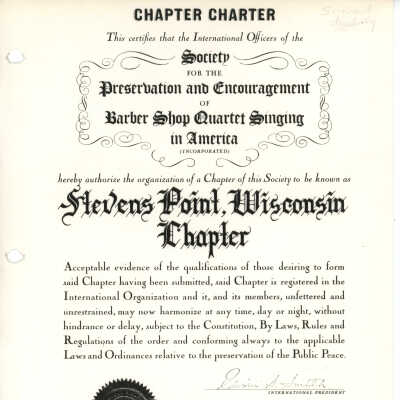 CHAPTER CHARTER
This certifies that the International Officers of the
Society
FOR THE
Preservation and Encouragement
OF
Barber Shop Quartet Singing
in America
(INCORPORATED)
hereby authorize the organization of a Chapter of this Society to be known as
Stevens Point, Wisconsin
Chapter
Acceptable evidence of the qualifications of those desiring to form
said Chapter having been submitted, said Chapter is registered in the
International Organization and it, and its members, unfettered and
unrestrained, may now harmonize at any time, day or night, without
hindrance or delay, subject to the Constitution, By Laws, Rules and
Regulations of the order and conforming always to the applicable
Laws and Ordinances relative to the preservation of the Public Peace.
INTERNATIONAL PRESIDENT